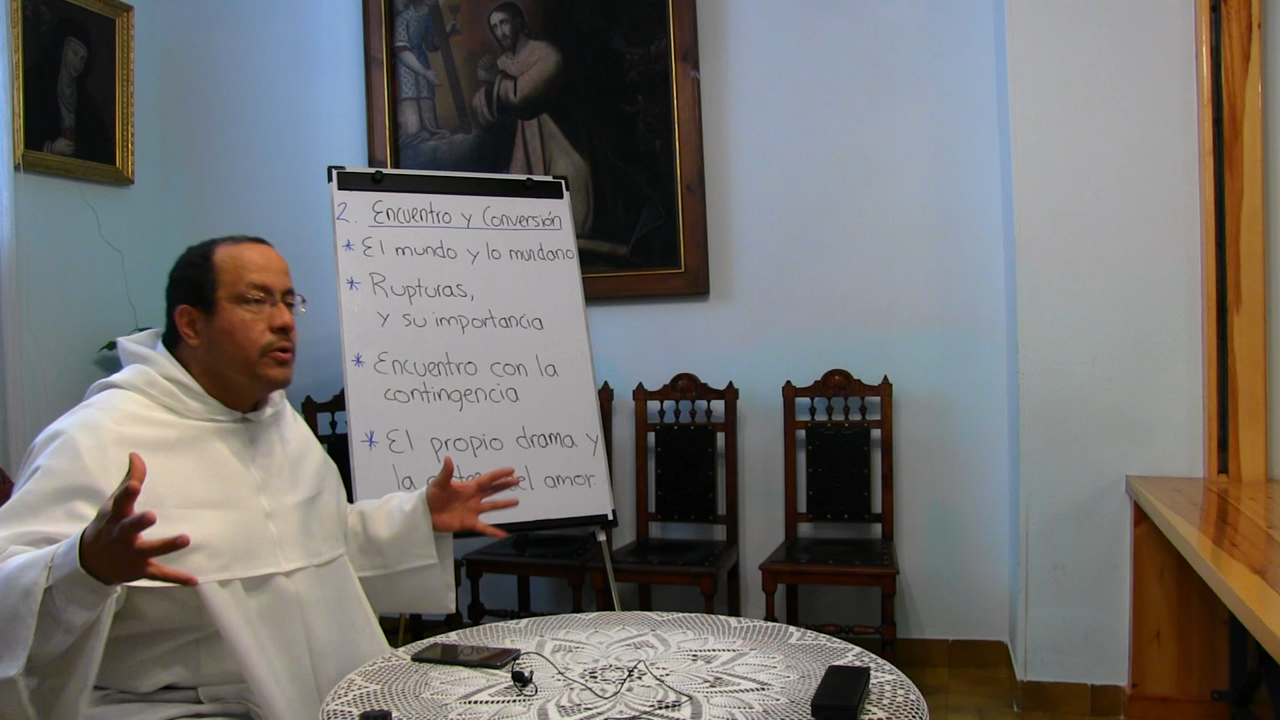 2. Encuentro y Conversión
* El mundo y lo mundano
* Rupturas,
y su importancia
* Encuentro con la
contingencia
* El propio drama y
la del amor.